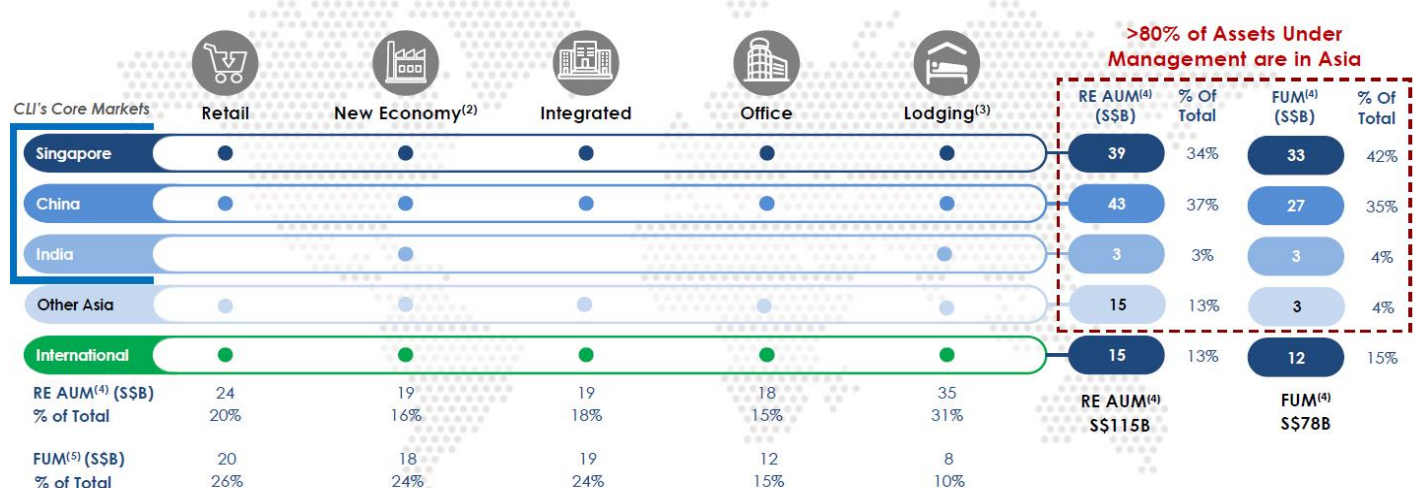 >80% of Assets Under
Management are in Asia
CLI's Core Markets
Retail
New Economy(2)
Integrated
Office
Lodging(3)
RE AUM(4)
(S$B)
% Of
Total
FUM(4)
(S$B)
% Of
Total
Singapore
39 34% 33 42%
China
43 37% 27 35%
India
3 3% 3 4%
Other Asia
15 13% 3 4%
International
15 13% 12 15%
RE AUM(4) (S$B) 24 19 19 18 35
% of Total 20% 16% 18% 15% 31%
RE AUM(4)
S$115B
FUM(4)
S$78B
FUM(5) (S$B) 20 18 19 12 8
% of Total 26% 24% 24% 15% 10%